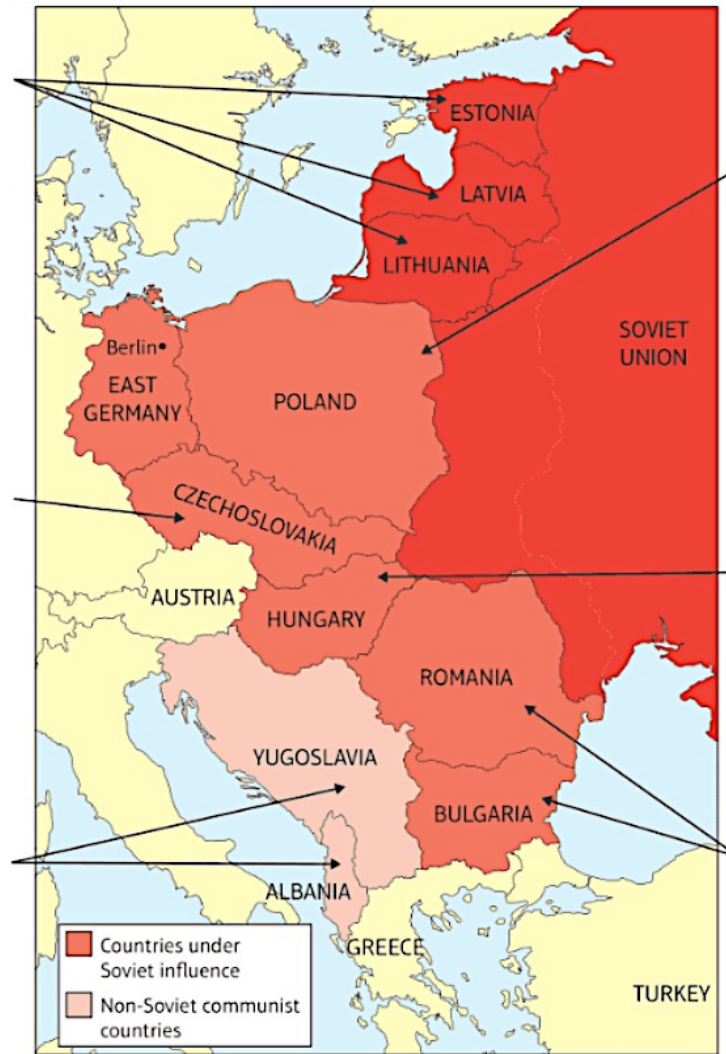 ESTONIA
LATVIA
LITHUANIA
SOVIET
UNION
Berlin
EAST
GERMANY
POLAND
CZECHOSLOVAKIA
AUSTRIA
HUNGARY
ROMANIA
YUGOSLAVIA
BULGARIA
ALBANIA
GREECE
TURKEY
Countries under
Soviet influence
Non-Soviet communist
countries